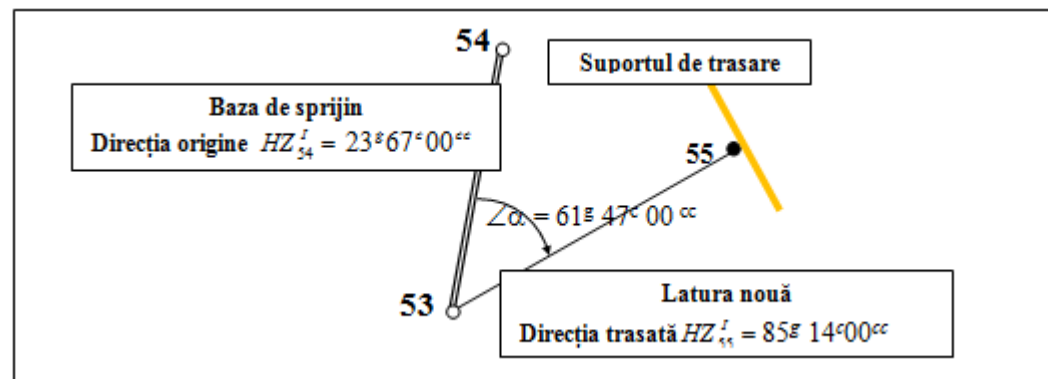 54
Suportul de trasare
Baza de sprijin
Direcția origine HZ^I_54 = 23^g67^c00^cc
55
∠α = 61^g 47^c 00^cc
53
Latura nouă
Direcția trasată HZ^I_55 = 85^g 14^c00^cc